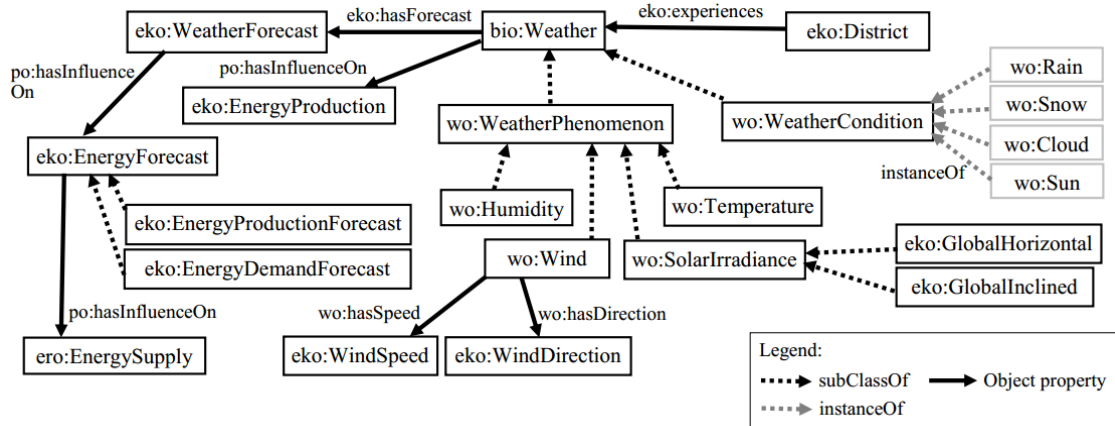 eko:WeatherForecast
eko:hasForecast
bio:Weather
eko:experiences
eko:District
po:hasInfluence
On
po:hasInfluenceOn
eko:EnergyProduction
wo:Rain
wo:Snow
wo:Cloud
wo:Sun
instanceOf
wo:WeatherPhenomenon
wo:WeatherCondition
eko:EnergyForecast
eko:EnergyProductionForecast
eko:EnergyDemandForecast
wo:Humidity
wo:Temperature
wo:Wind
wo:SolarIrradiance
eko:GlobalHorizontal
eko:GlobalInclined
po:hasInfluenceOn
wo:hasSpeed
wo:hasDirection
ero:EnergySupply
eko:WindSpeed
eko:WindDirection
Legend:
subClassOf
Object property
instanceOf